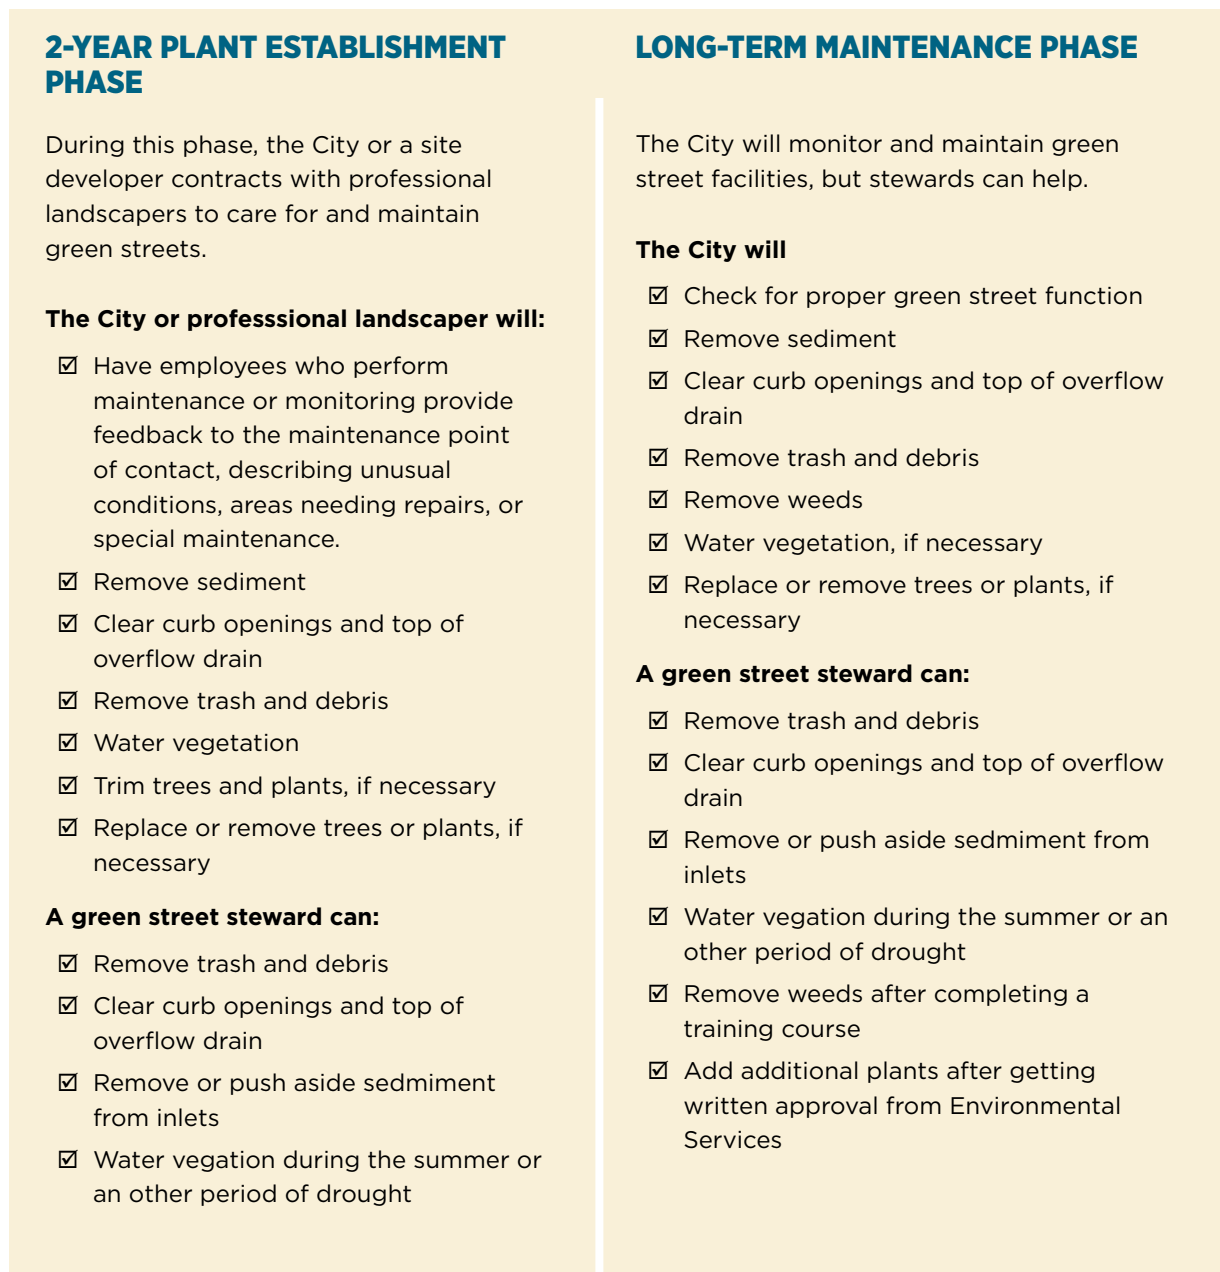 2-YEAR PLANT ESTABLISHMENT
PHASE
During this phase, the City or a site
developer contracts with professional
landscapers to care for and maintain
green streets.
The City or professsional landscaper will:
☑ Have employees who perform
maintenance or monitoring provide
feedback to the maintenance point
of contact, describing unusual
conditions, areas needing repairs, or
special maintenance.
☑ Remove sediment
☑ Clear curb openings and top of
overflow drain
☑ Remove trash and debris
☑ Water vegetation
☑ Trim trees and plants, if necessary
☑ Replace or remove trees or plants, if
necessary
A green street steward can:
☑ Remove trash and debris
☑ Clear curb openings and top of
overflow drain
☑ Remove or push aside sedmiment
from inlets
☑ Water vegation during the summer or
an other period of drought
LONG-TERM MAINTENANCE PHASE
The City will monitor and maintain green
street facilities, but stewards can help.
The City will
☑ Check for proper green street function
☑ Remove sediment
☑ Clear curb openings and top of overflow
drain
☑ Remove trash and debris
☑ Remove weeds
☑ Water vegetation, if necessary
☑ Replace or remove trees or plants, if
necessary
A green street steward can:
☑ Remove trash and debris
☑ Clear curb openings and top of overflow
drain
☑ Remove or push aside sedmiment from
inlets
☑ Water vegation during the summer or an
other period of drought
☑ Remove weeds after completing a
training course
☑ Add additional plants after getting
written approval from Environmental
Services